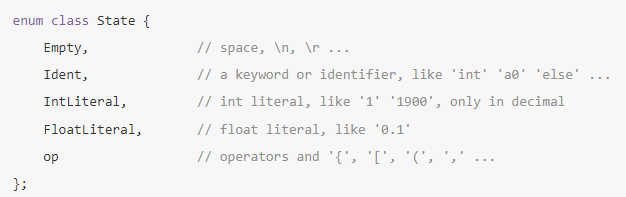 enum class State {
    Empty,              // space, \n, \r ...
    Ident,              // a keyword or identifier, like 'int' 'a0' 'else' ...
    IntLiteral,         // int literal, like '1' '1900', only in decimal
    FloatLiteral,       // float literal, like '0.1'
    op                  // operators and '{', '[', '(', ',' ...
};